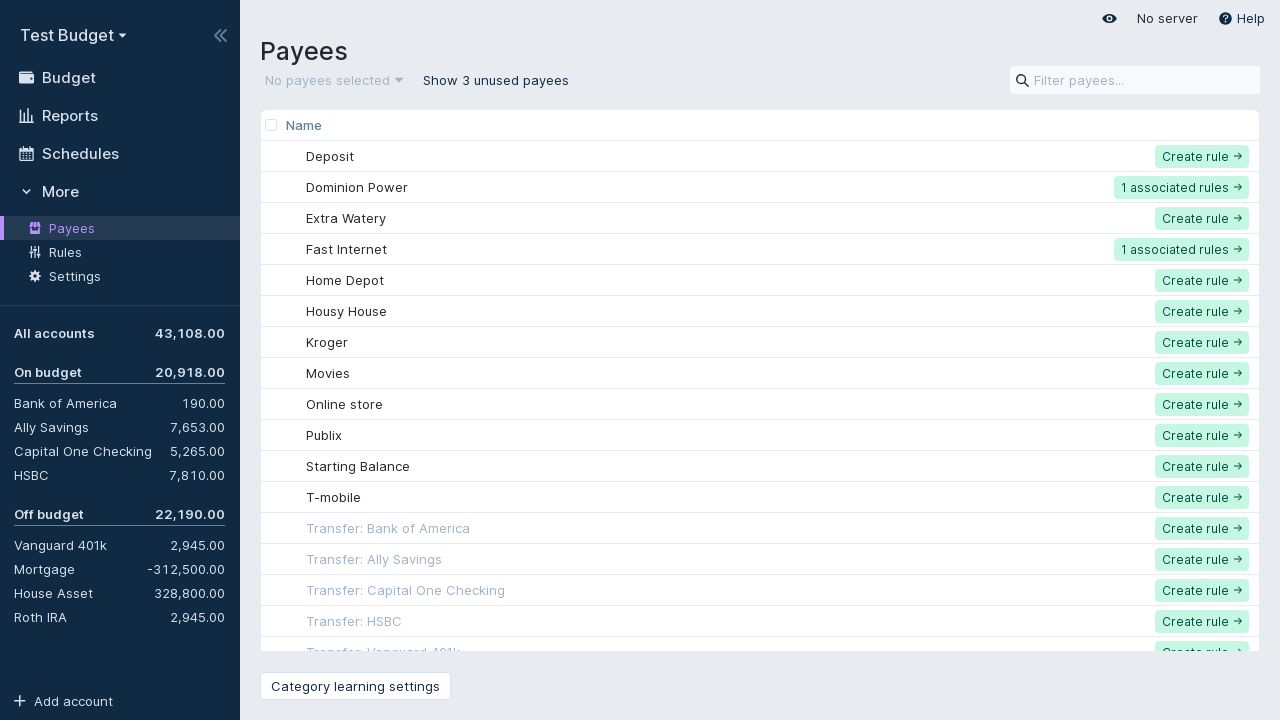 Test Budget
Budget
Reports
Schedules
More
Payees
Rules
Settings
All accounts 43,108.00
On budget 20,918.00
Bank of America 190.00
Ally Savings 7,653.00
Capital One Checking 5,265.00
HSBC 7,810.00
Off budget 22,190.00
Vanguard 401k 2,945.00
Mortgage -312,500.00
House Asset 328,800.00
Roth IRA 2,945.00
Add account
No server Help
Payees
No payees selected Show 3 unused payees Filter payees...
Name
Deposit Create rule
Dominion Power 1 associated rules
Extra Watery Create rule
Fast Internet 1 associated rules
Home Depot Create rule
Housy House Create rule
Kroger Create rule
Movies Create rule
Online store Create rule
Publix Create rule
Starting Balance Create rule
T-mobile Create rule
Transfer: Bank of America Create rule
Transfer: Ally Savings Create rule
Transfer: Capital One Checking Create rule
Transfer: HSBC Create rule
Transfer: Vanguard 401k Create rule
Category learning settings